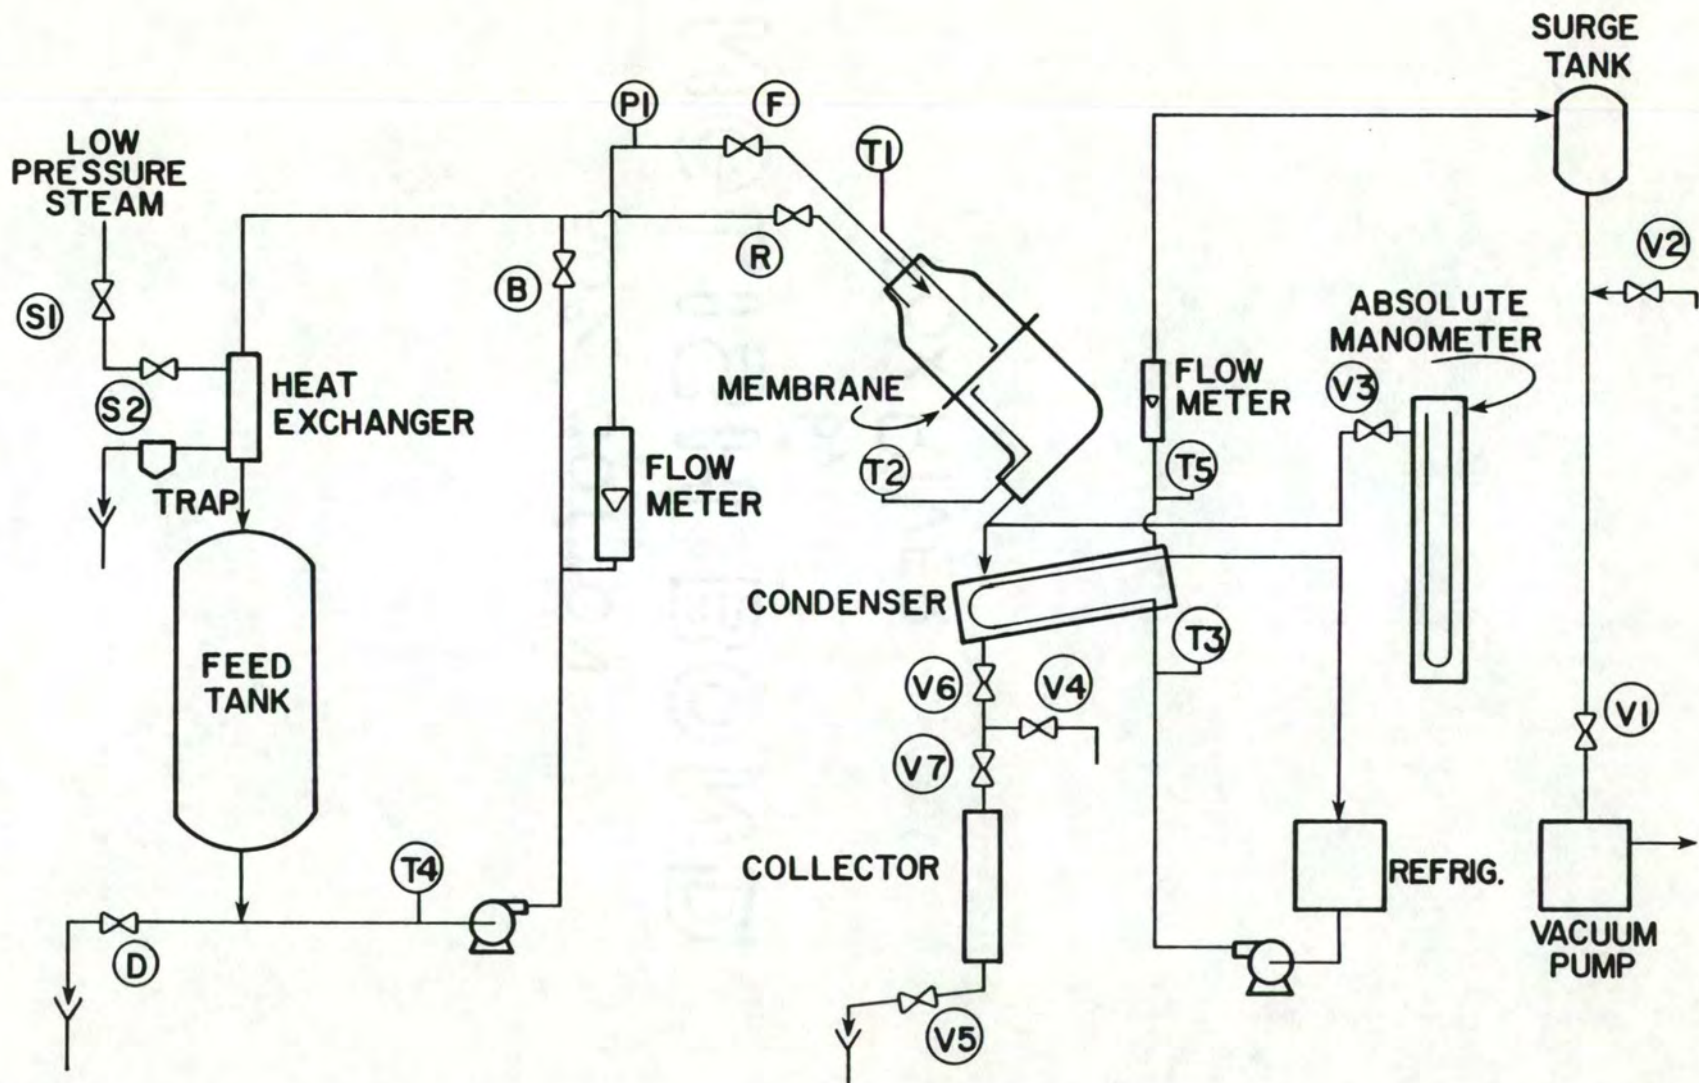 SURGE
TANK
P1
F
LOW
PRESSURE
STEAM
T1
R
V2
B
S1
ABSOLUTE
MANOMETER
HEAT
EXCHANGER
S2
MEMBRANE
FLOW
METER
V3
TRAP
FLOW
METER
T2
T5
CONDENSER
T3
FEED
TANK
V6
V4
V1
V7
COLLECTOR
T4
REFRIG.
D
VACUUM
PUMP
V5